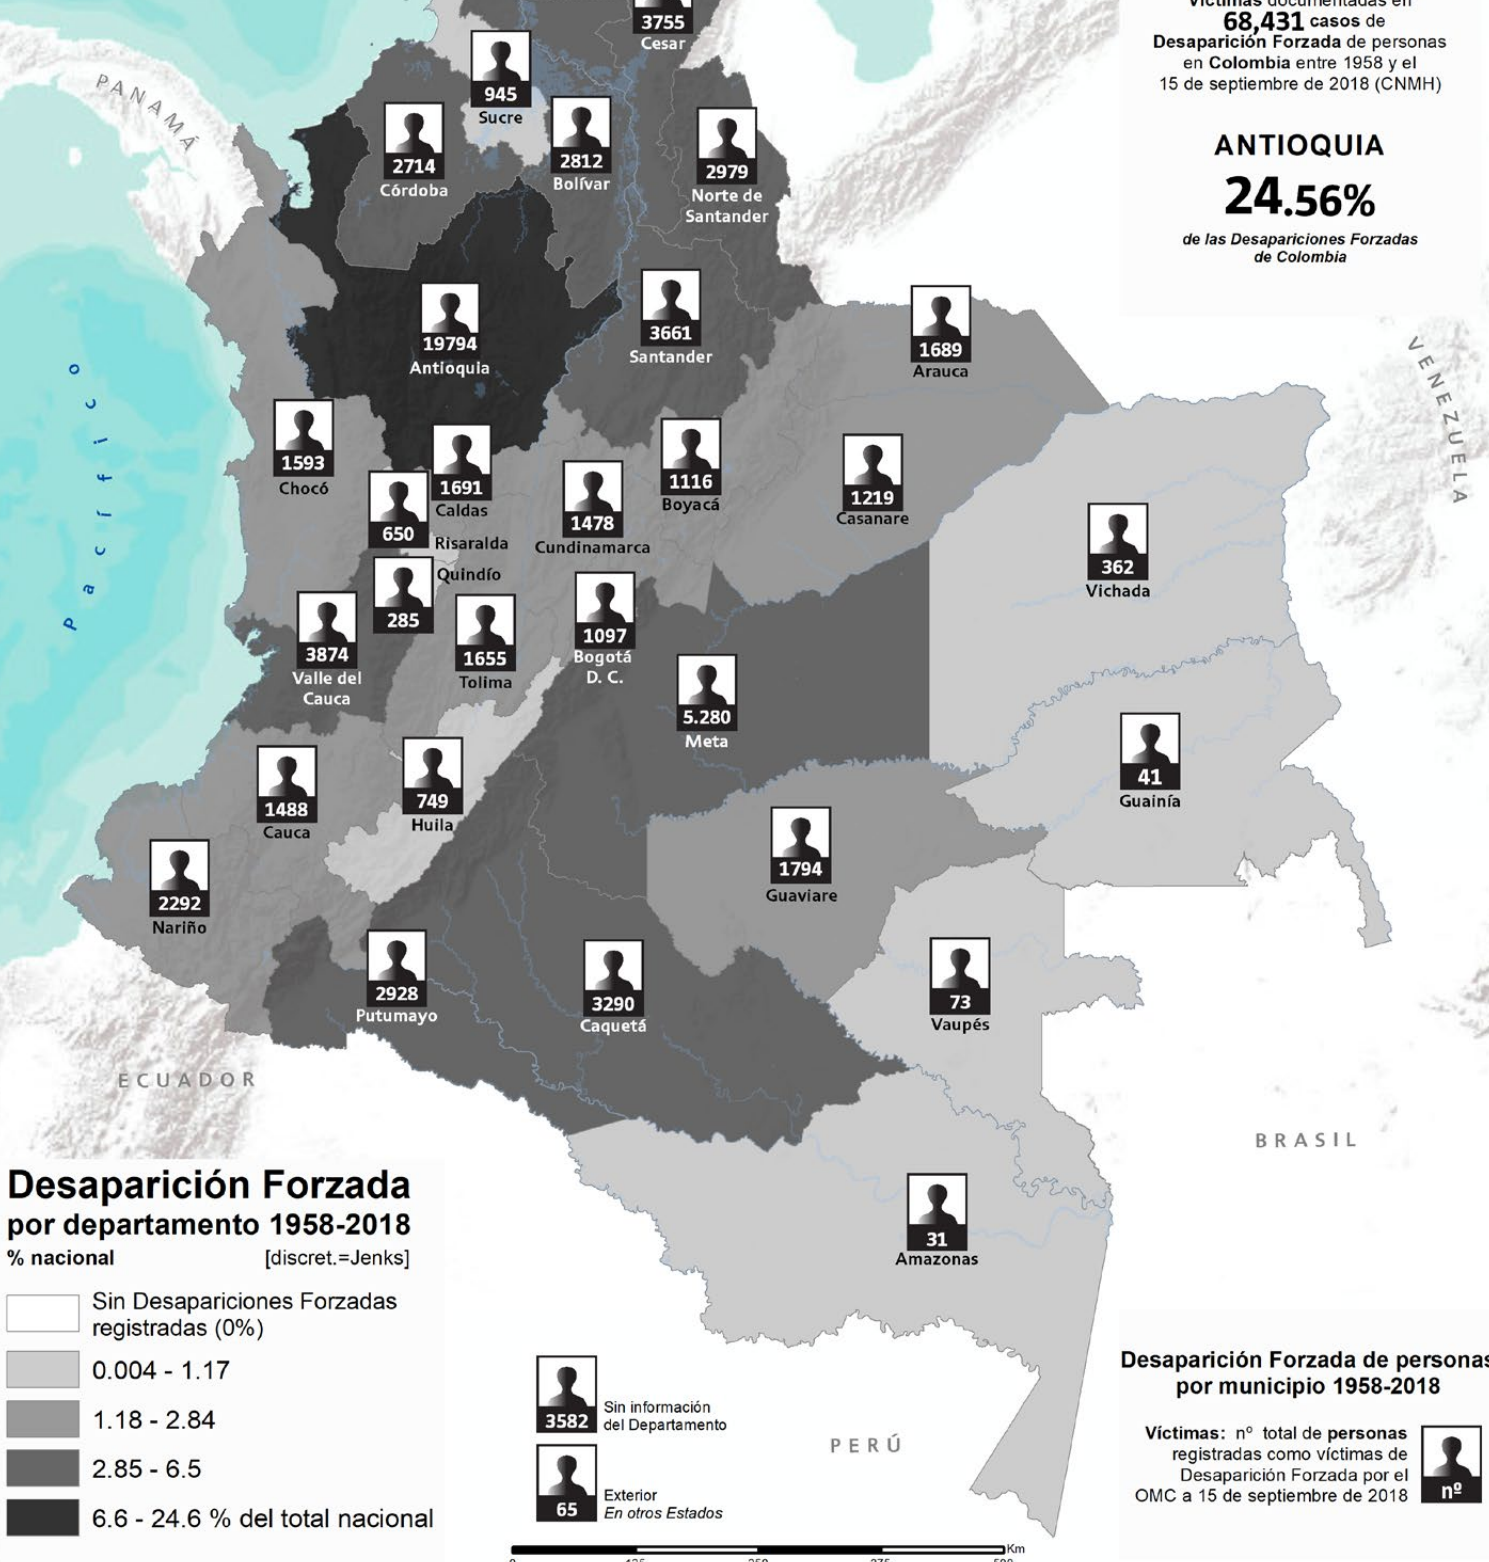 3755
Cesar
Víctimas documentadas en
68,431 casos de
Desaparición Forzada de personas
en Colombia entre 1958 y el
15 de septiembre de 2018 (CNMH)
PANAMÁ
945
Sucre
2714
Córdoba
2812
Bolívar
2979
Norte de
Santander
ANTIOQUIA
24.56%
de las Desapariciones Forzadas
de Colombia
19794
Antioquia
3661
Santander
1689
Arauca
VENEZUELA
Pacífico
1593
Chocó
1691
Caldas
650
Risaralda
1478
Cundinamarca
1116
Boyacá
1219
Casanare
362
Vichada
285
Quindío
3874
Valle del
Cauca
1655
Tolima
1097
Bogotá
D. C.
5.280
Meta
41
Guainía
1488
Cauca
749
Huila
1794
Guaviare
2292
Nariño
2928
Putumayo
3290
Caquetá
73
Vaupés
ECUADOR
BRASIL
31
Amazonas
Desaparición Forzada
por departamento 1958-2018
% nacional [discret.=Jenks]
Sin Desapariciones Forzadas
registradas (0%)
0.004 - 1.17
1.18 - 2.84
2.85 - 6.5
6.6 - 24.6 % del total nacional
3582
Sin información
del Departamento
65
Exterior
En otros Estados
PERÚ
Desaparición Forzada de personas
por municipio 1958-2018
Víctimas: nº total de personas
registradas como víctimas de
Desaparición Forzada por el
OMC a 15 de septiembre de 2018
nº
Km